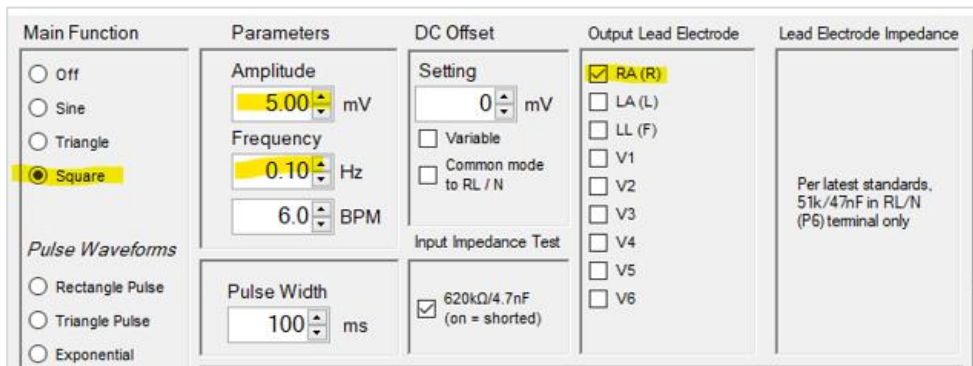 Main Function
Off
Sine
Triangle
Square
Pulse Waveforms
Rectangle Pulse
Triangle Pulse
Exponential
Parameters
Amplitude
5.00 mV
Frequency
0.10 Hz
6.0 BPM
Pulse Width
100 ms
DC Offset
Setting
0 mV
Variable
Common mode
to RL / N
Input Impedance Test
620kΩ/4.7nF
(on = shorted)
Output Lead Electrode
RA (R)
LA (L)
LL (F)
V1
V2
V3
V4
V5
V6
Lead Electrode Impedance
Per latest standards,
51k/47nF in RL/N
(P6) terminal only